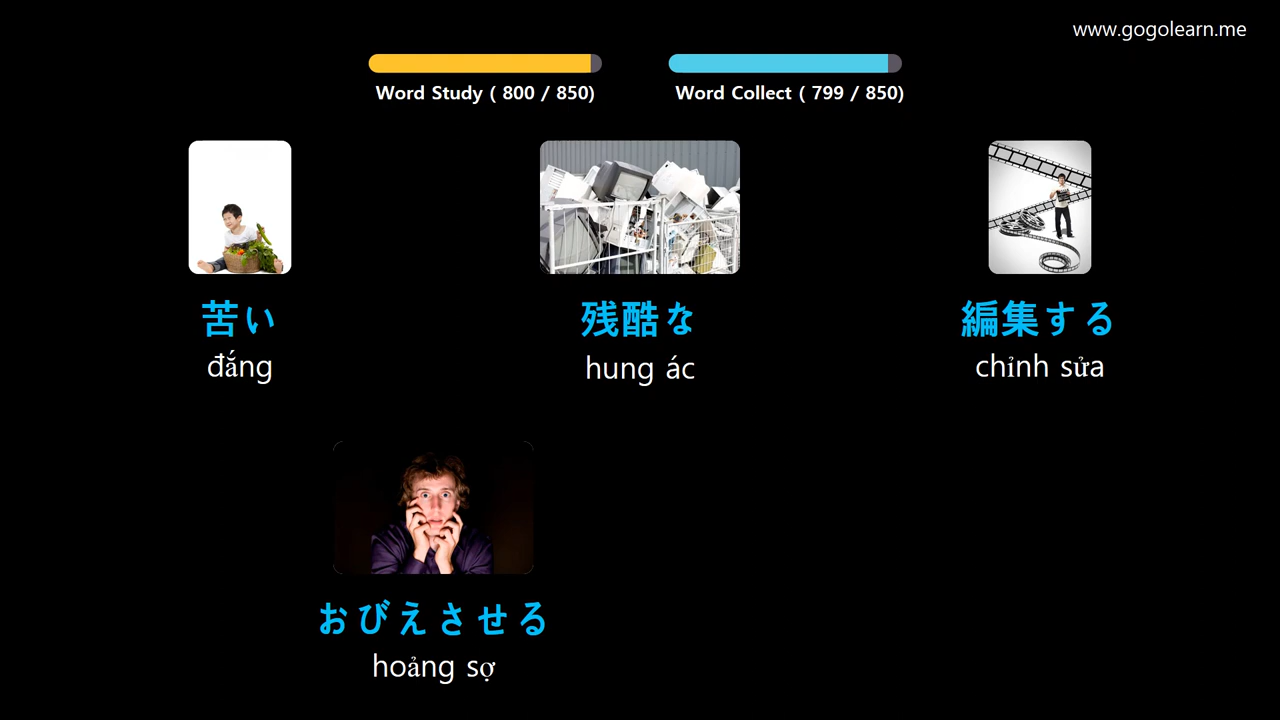 www.gogolearn.me
Word Study ( 800 / 850)
Word Collect ( 799 / 850)
苦い
đắng
残酷な
hung ác
編集する
chỉnh sửa
おびえさせる
hoảng sợ